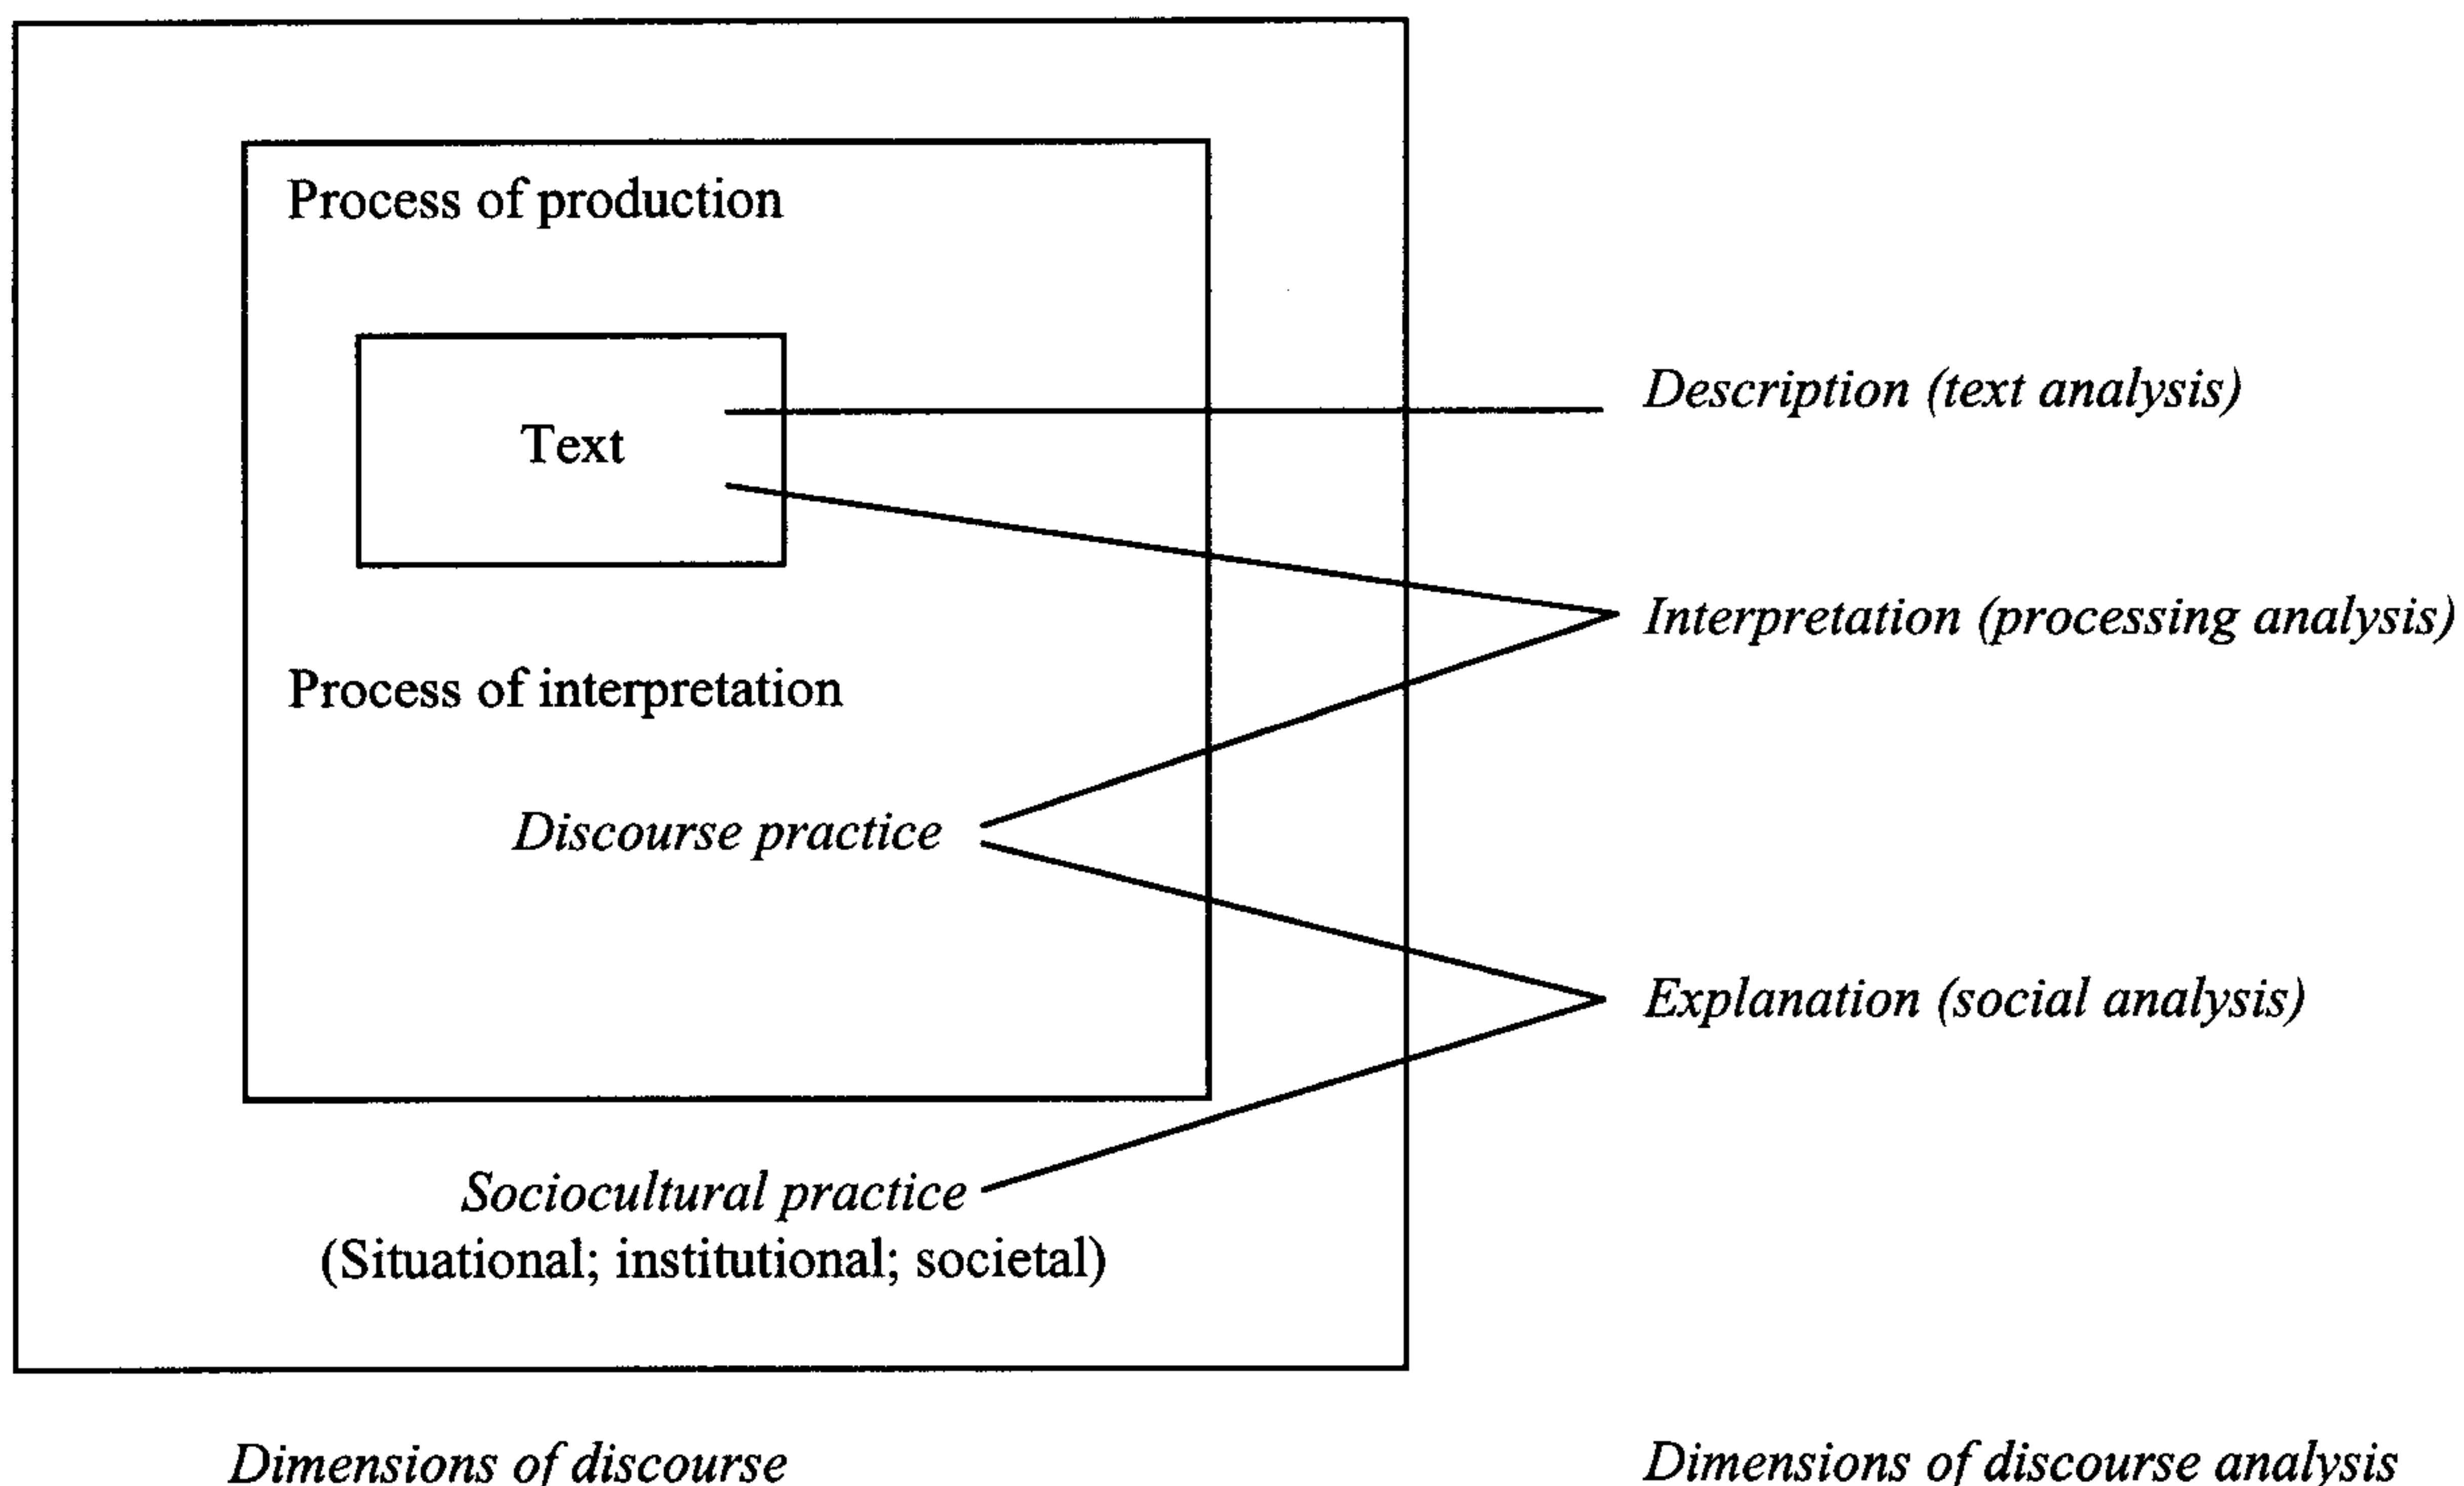 Process of production
Text
Description (text analysis)
Interpretation (processing analysis)
Process of interpretation
Discourse practice
Explanation (social analysis)
Sociocultural practice
(Situational; institutional; societal)
Dimensions of discourse
Dimensions of discourse analysis